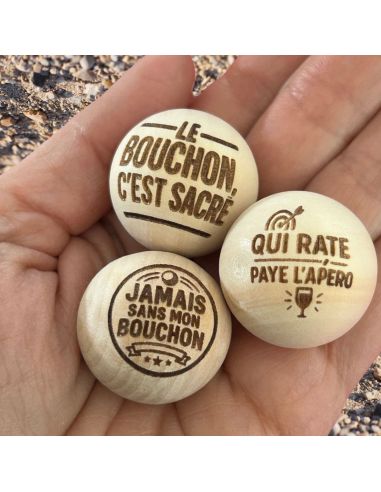 LE
BOUCHON,
C'EST SACRÉ
QUI RATE
PAYE L'APÉRO
JAMAIS
SANS MON
BOUCHON